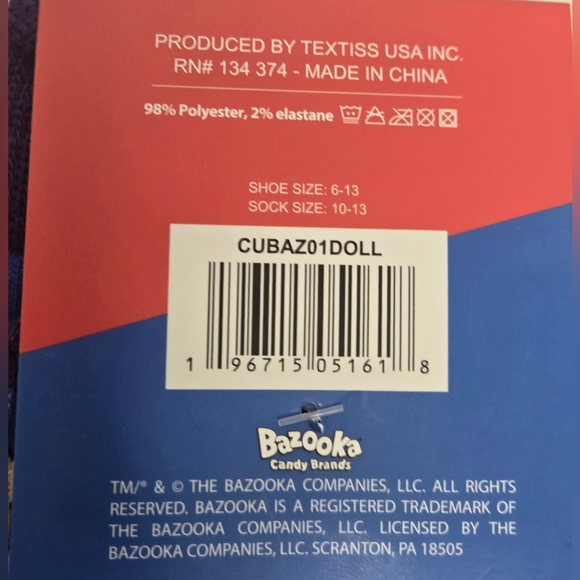 PRODUCED BY TEXTISS USA INC.
RN# 134 374 - MADE IN CHINA
98% Polyester, 2% elastane
SHOE SIZE: 6-13
SOCK SIZE: 10-13
CUBAZ01DOLL
1 96715 05161 8
Bazooka
Candy Brands
TM/® & © THE BAZOOKA COMPANIES, LLC. ALL RIGHTS
RESERVED. BAZOOKA IS A REGISTERED TRADEMARK OF
THE BAZOOKA COMPANIES, LLC. LICENSED BY THE
BAZOOKA COMPANIES, LLC. SCRANTON, PA 18505